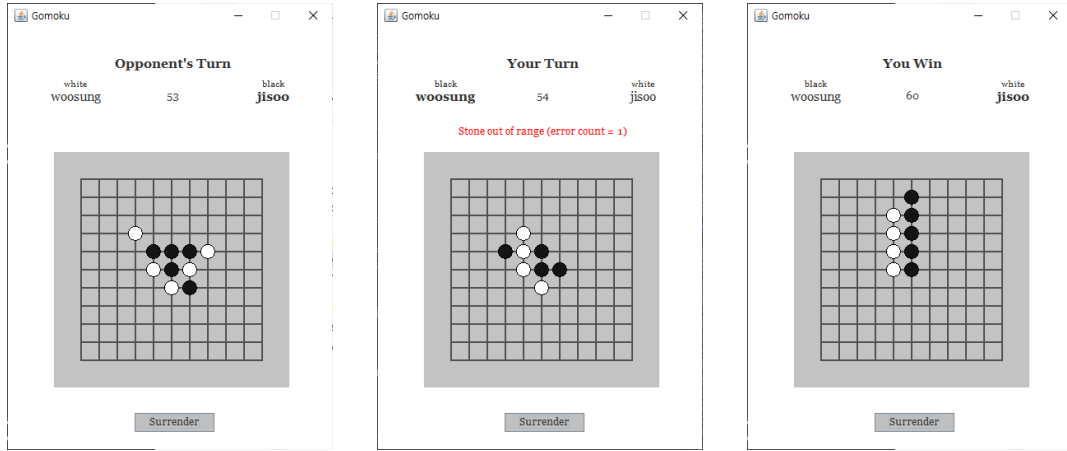 Gomoku
Opponent's Turn
white black
woosung 53 jisoo
Surrender
Gomoku
Your Turn
black white
woosung 54 jisoo
Stone out of range (error count = 1)
Surrender
Gomoku
You Win
black white
woosung 60 jisoo
Surrender